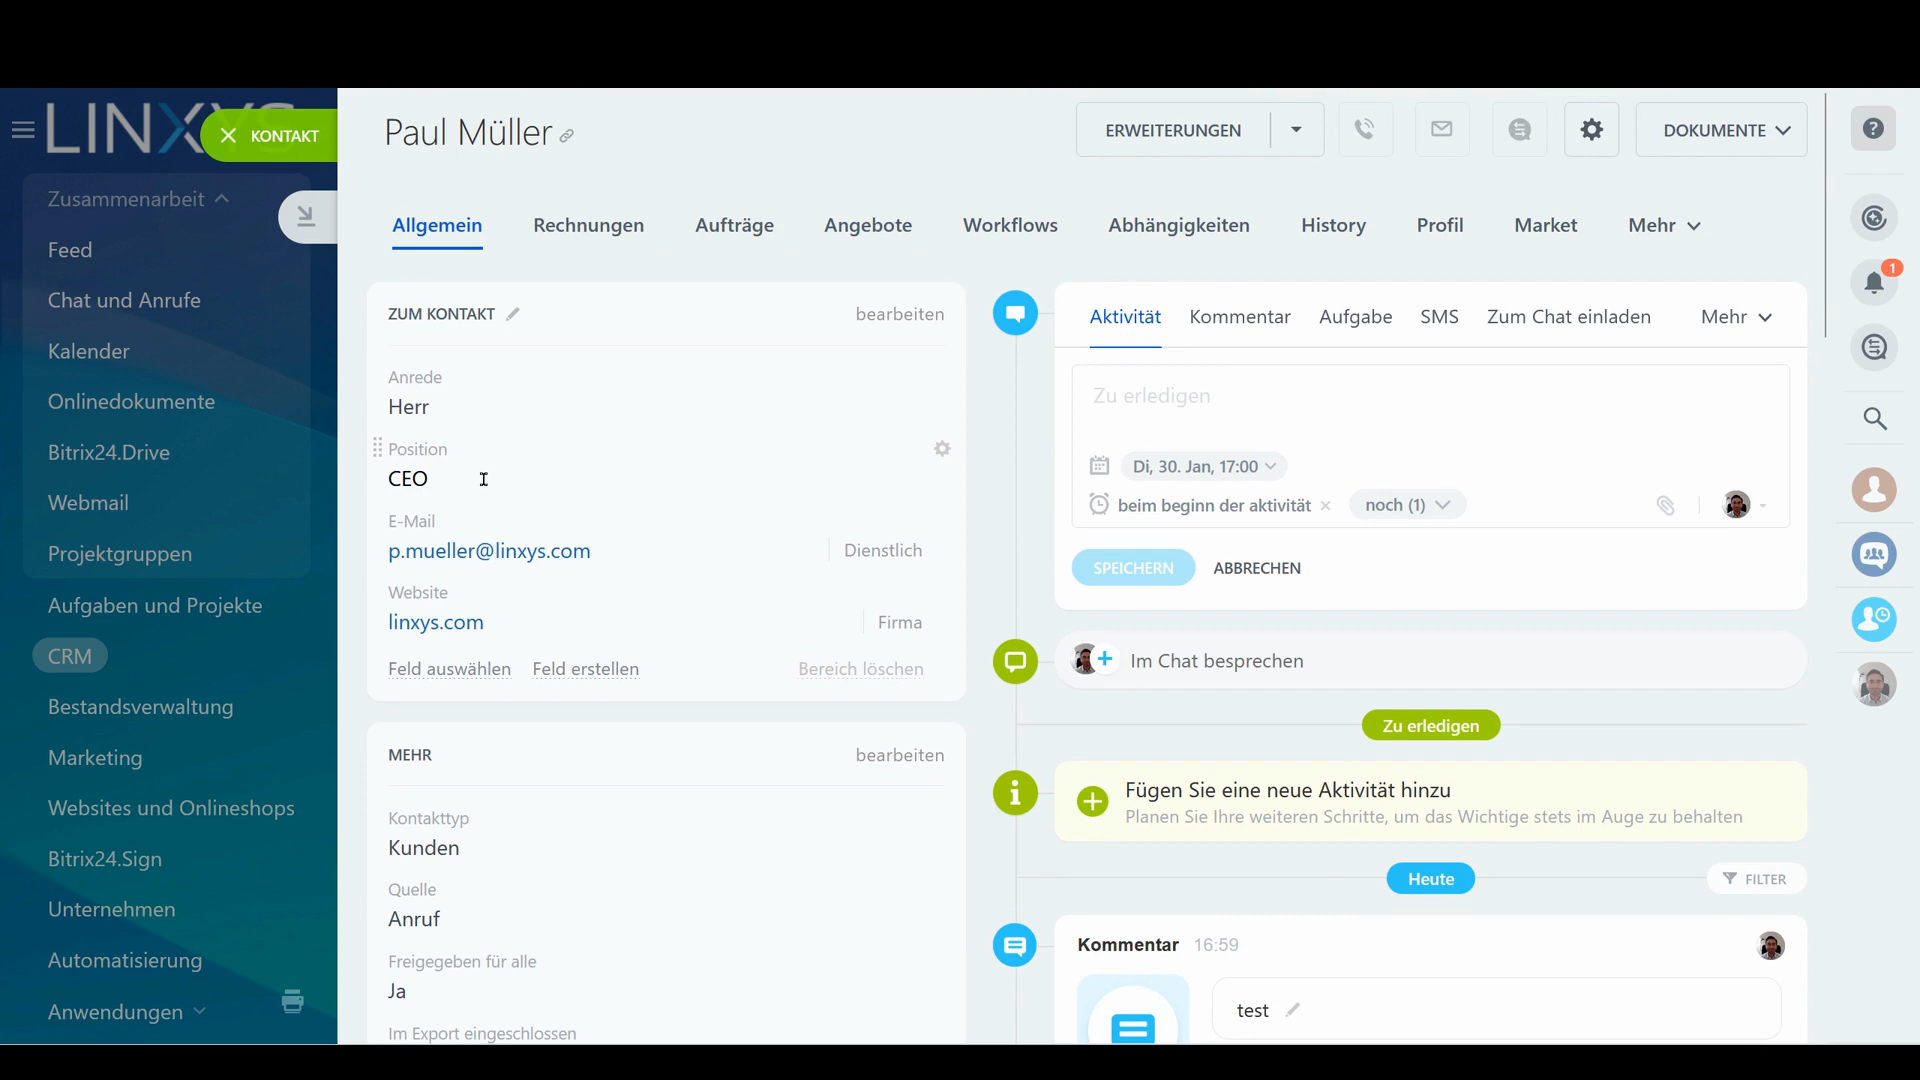 LINXYS
KONTAKT
Zusammenarbeit
Feed
Chat und Anrufe
Kalender
Onlinedokumente
Bitrix24.Drive
Webmail
Projektgruppen
Aufgaben und Projekte
CRM
Bestandsverwaltung
Marketing
Websites und Onlineshops
Bitrix24.Sign
Unternehmen
Automatisierung
Anwendungen
Paul Müller
ERWEITERUNGEN
DOKUMENTE
Allgemein Rechnungen Aufträge Angebote Workflows Abhängigkeiten History Profil Market Mehr
ZUM KONTAKT bearbeiten
Anrede
Herr
Position
CEO
E-Mail
p.mueller@linxys.com Dienstlich
Website
linxys.com Firma
Feld auswählen Feld erstellen Bereich löschen
MEHR bearbeiten
Kontakttyp
Kunden
Quelle
Anruf
Freigegeben für alle
Ja
Im Export eingeschlossen
Aktivität Kommentar Aufgabe SMS Zum Chat einladen Mehr
Zu erledigen
Di, 30. Jan, 17:00
beim beginn der aktivität × noch (1)
SPEICHERN ABBRECHEN
Im Chat besprechen
Zu erledigen
Fügen Sie eine neue Aktivität hinzu
Planen Sie Ihre weiteren Schritte, um das Wichtige stets im Auge zu behalten
Heute FILTER
Kommentar 16:59
test
1